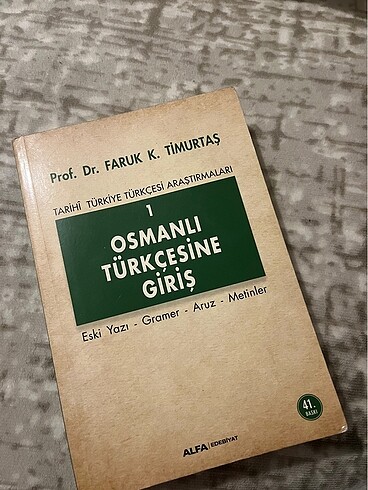 Prof. Dr. FARUK K. TİMURTAŞ
TARİHİ TÜRKİYE TÜRKÇESİ ARAŞTIRMALARI
1
OSMANLI
TÜRKÇESİNE
GİRİŞ
Eski Yazı - Gramer - Aruz - Metinler
41.
BASKI
ALFA | EDEBİYAT